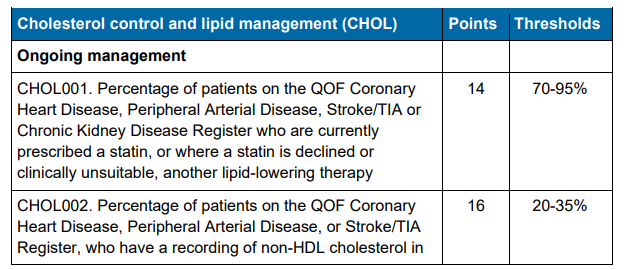 Cholesterol control and lipid management (CHOL) Points Thresholds
Ongoing management
CHOL001. Percentage of patients on the QOF Coronary 14 70-95%
Heart Disease, Peripheral Arterial Disease, Stroke/TIA or
Chronic Kidney Disease Register who are currently
prescribed a statin, or where a statin is declined or
clinically unsuitable, another lipid-lowering therapy
CHOL002. Percentage of patients on the QOF Coronary 16 20-35%
Heart Disease, Peripheral Arterial Disease, or Stroke/TIA
Register, who have a recording of non-HDL cholesterol in